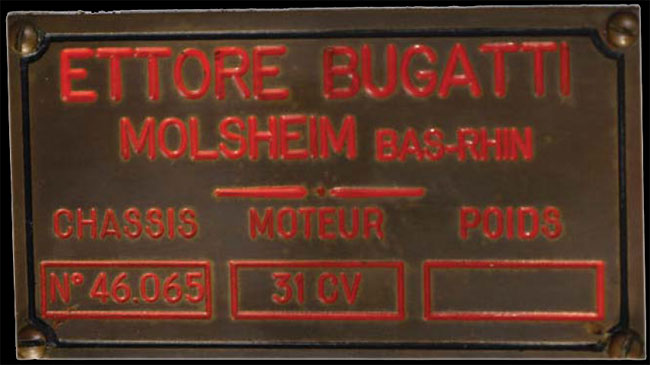 ETTORE BUGATTI
MOLSHEIM BAS-RHIN
CHASSIS MOTEUR POIDS
N° 46.065 31 CV